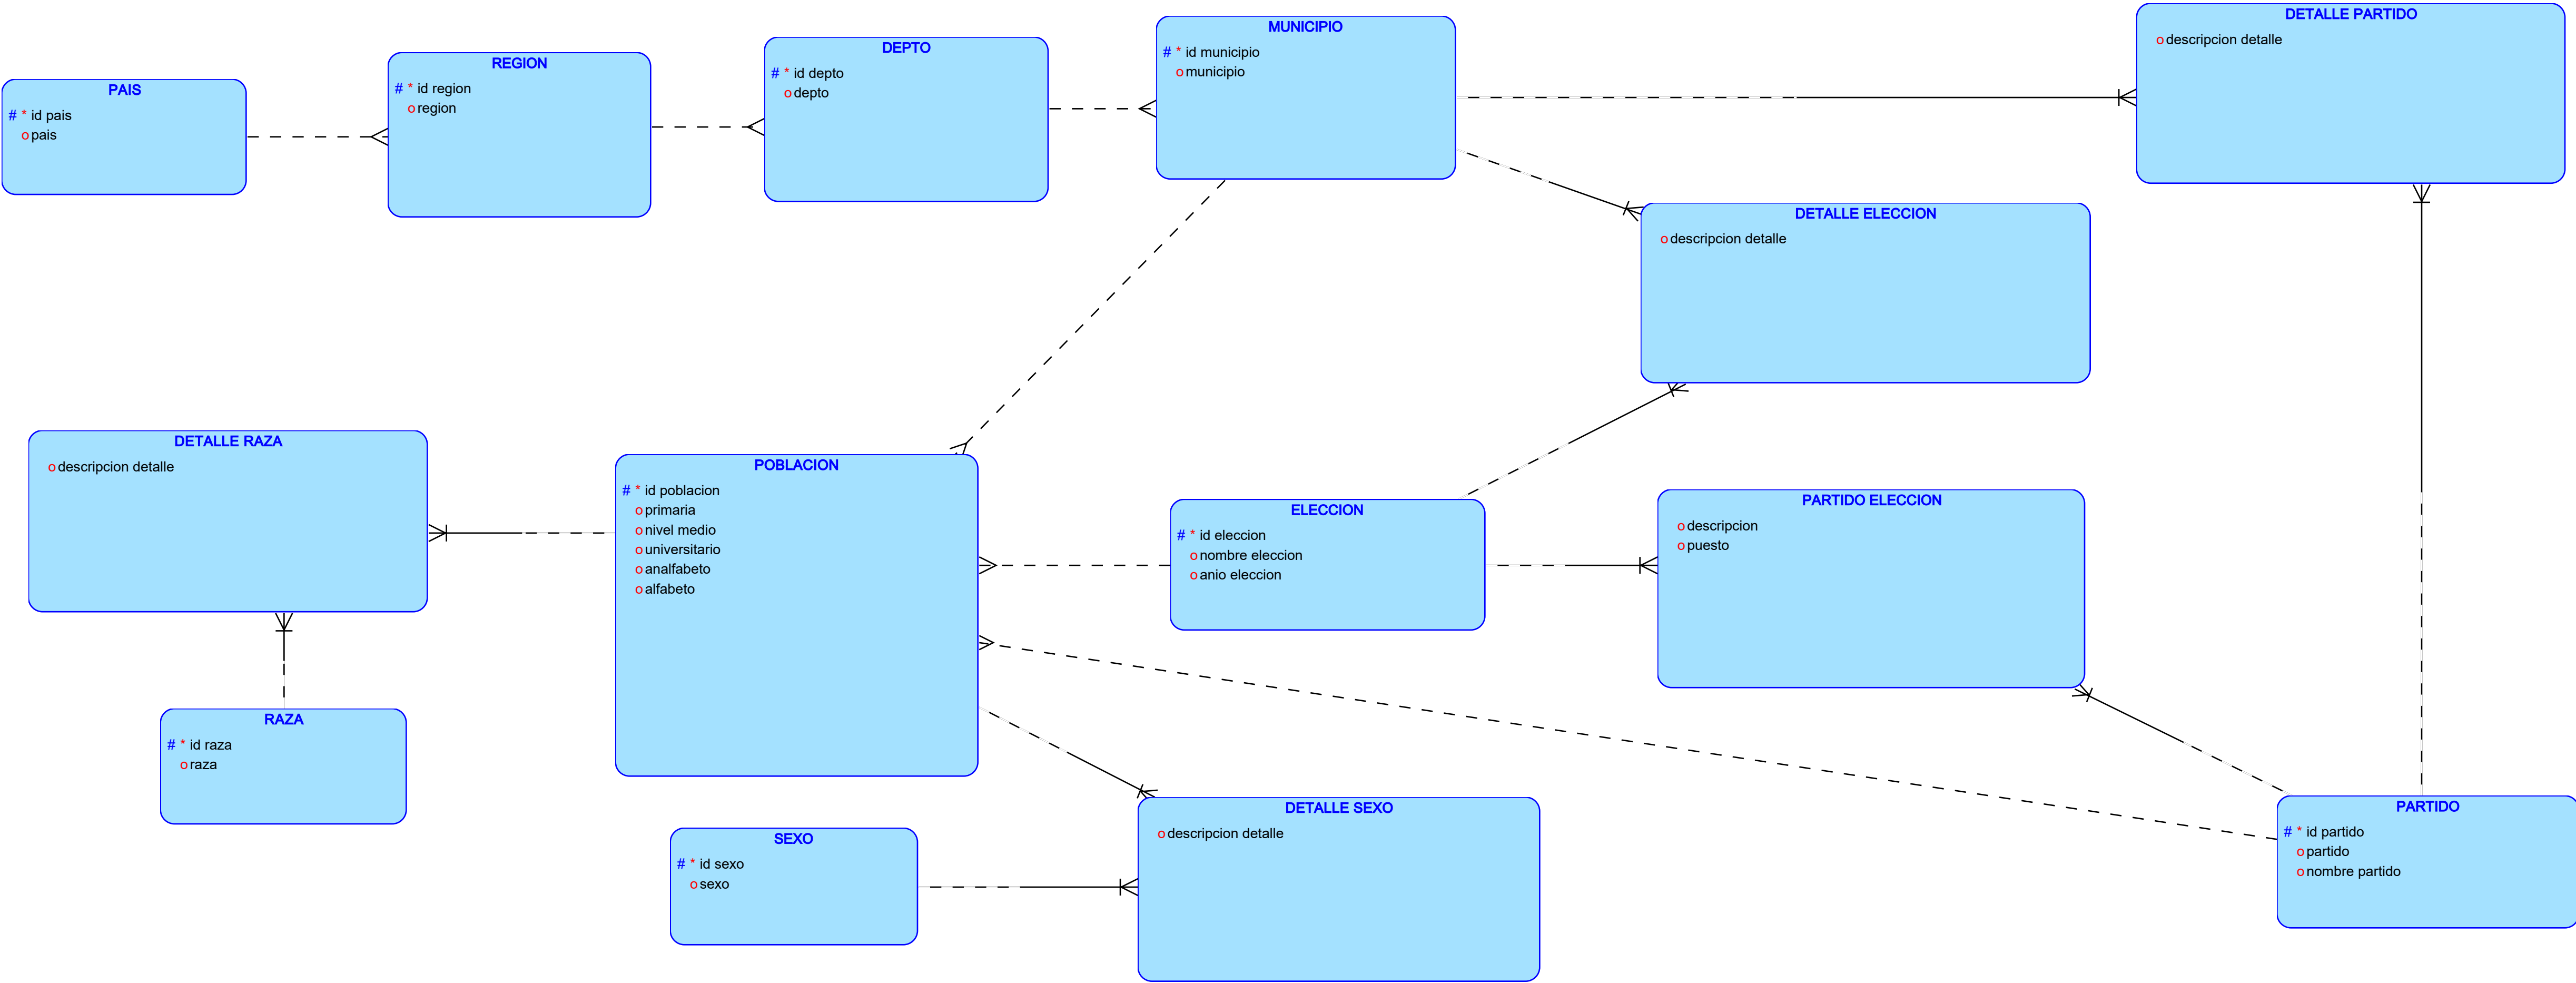 PAIS
# * id pais
o pais
REGION
# * id region
o region
DEPTO
# * id depto
o depto
MUNICIPIO
# * id municipio
o municipio
DETALLE PARTIDO
o descripcion detalle
DETALLE ELECCION
o descripcion detalle
DETALLE RAZA
o descripcion detalle
POBLACION
# * id poblacion
o primaria
o nivel medio
o universitario
o analfabeto
o alfabeto
ELECCION
# * id eleccion
o nombre eleccion
o anio eleccion
PARTIDO ELECCION
o descripcion
o puesto
RAZA
# * id raza
o raza
SEXO
# * id sexo
o sexo
DETALLE SEXO
o descripcion detalle
PARTIDO
# * id partido
o partido
o nombre partido